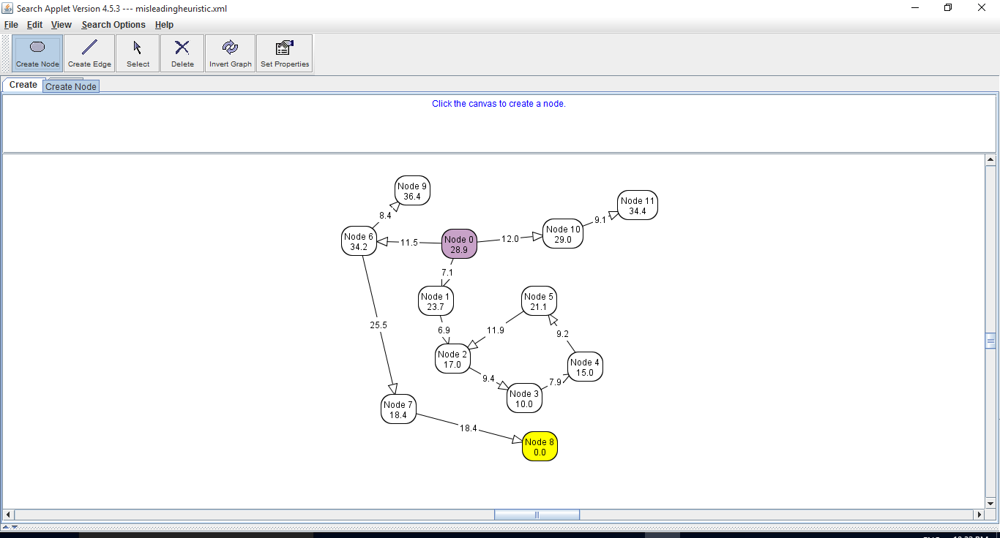 Search Applet Version 4.5.3 --- misleadingheuristic.xml
File Edit View Search Options Help
Create Node Create Edge Select Delete Invert Graph Set Properties
Create Create Node
Click the canvas to create a node.
Node 9
36.4
Node 11
34.4
8.4
9.1
Node 10
29.0
Node 6
34.2
11.5
Node 0
28.9
12.0
7.1
Node 1
23.7
Node 5
21.1
25.5
6.9
11.9
9.2
Node 2
17.0
Node 4
15.0
9.4
7.9
Node 3
10.0
Node 7
18.4
18.4
Node 8
0.0